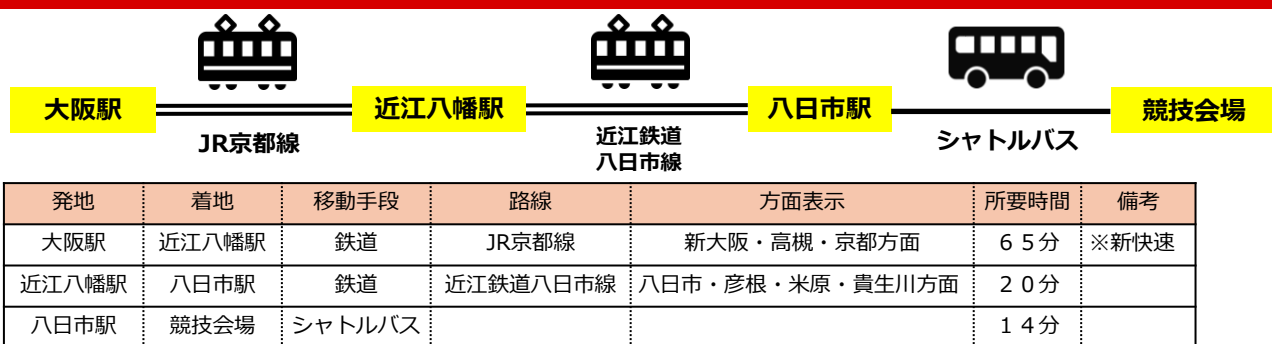 大阪駅 近江八幡駅 八日市駅 競技会場
JR京都線 近江鉄道 シャトルバス
八日市線
発地 着地 移動手段 路線 方面表示 所要時間 備考
大阪駅 近江八幡駅 鉄道 JR京都線 新大阪・高槻・京都方面 65分 ※新快速
近江八幡駅 八日市駅 鉄道 近江鉄道八日市線 八日市・彦根・米原・貴生川方面 20分
八日市駅 競技会場 シャトルバス 14分